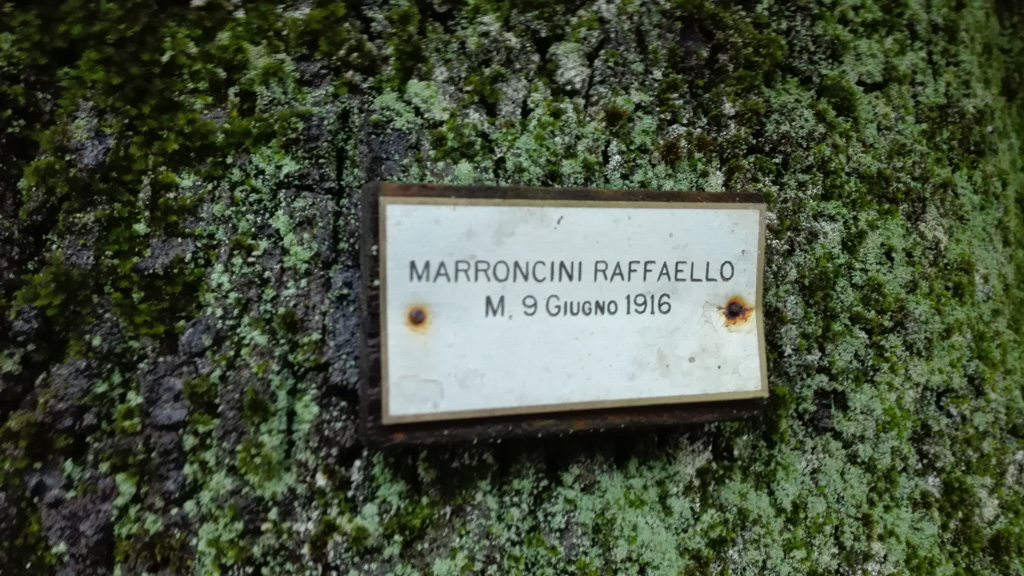 MARRONCINI RAFFAELLO
M. 9 GIUGNO 1916